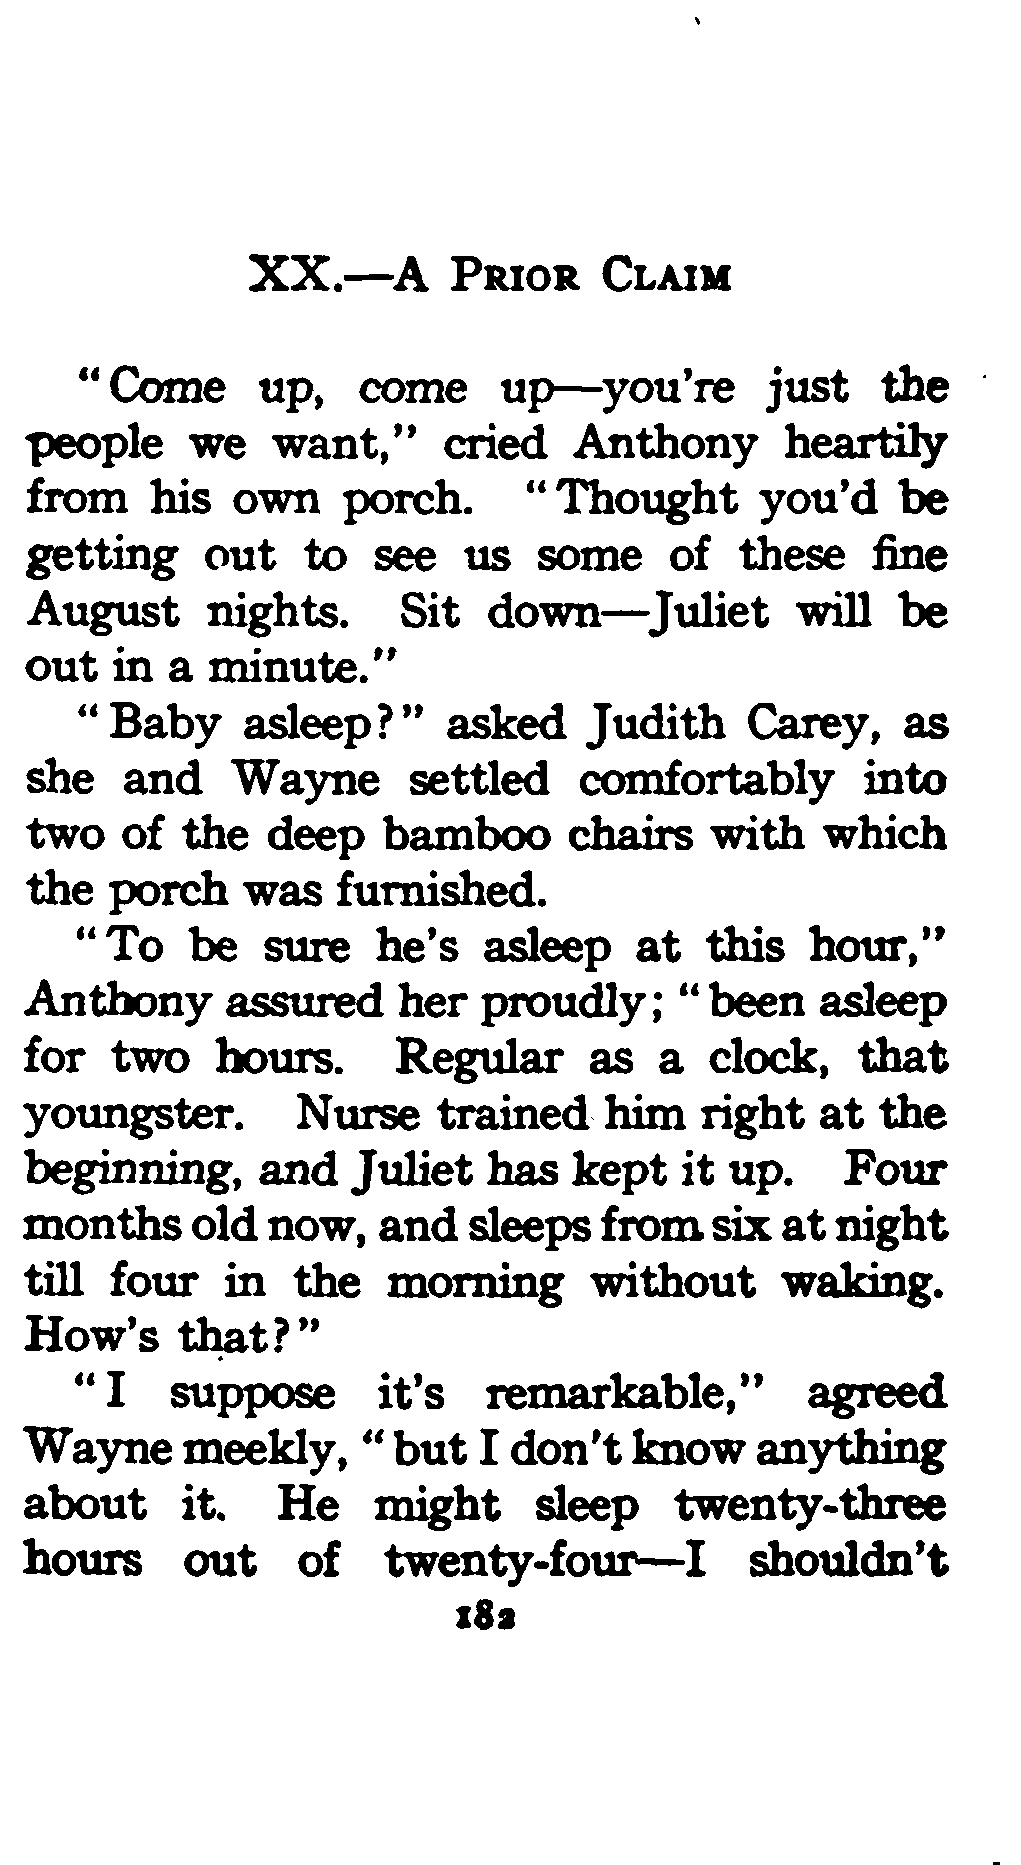 XX.—A PRIOR CLAIM
“Come up, come up—you're just the
people we want,” cried Anthony heartily
from his own porch. “Thought you'd be
getting out to see us some of these fine
August nights. Sit down—Juliet will be
out in a minute.”
“Baby asleep?” asked Judith Carey, as
she and Wayne settled comfortably into
two of the deep bamboo chairs with which
the porch was furnished.
“To be sure he's asleep at this hour,”
Anthony assured her proudly; “been asleep
for two hours. Regular as a clock, that
youngster. Nurse trained him right at the
beginning, and Juliet has kept it up. Four
months old now, and sleeps from six at night
till four in the morning without waking.
How's that?”
“I suppose it's remarkable,” agreed
Wayne meekly, “but I don't know anything
about it. He might sleep twenty-three
hours out of twenty-four—I shouldn't
182